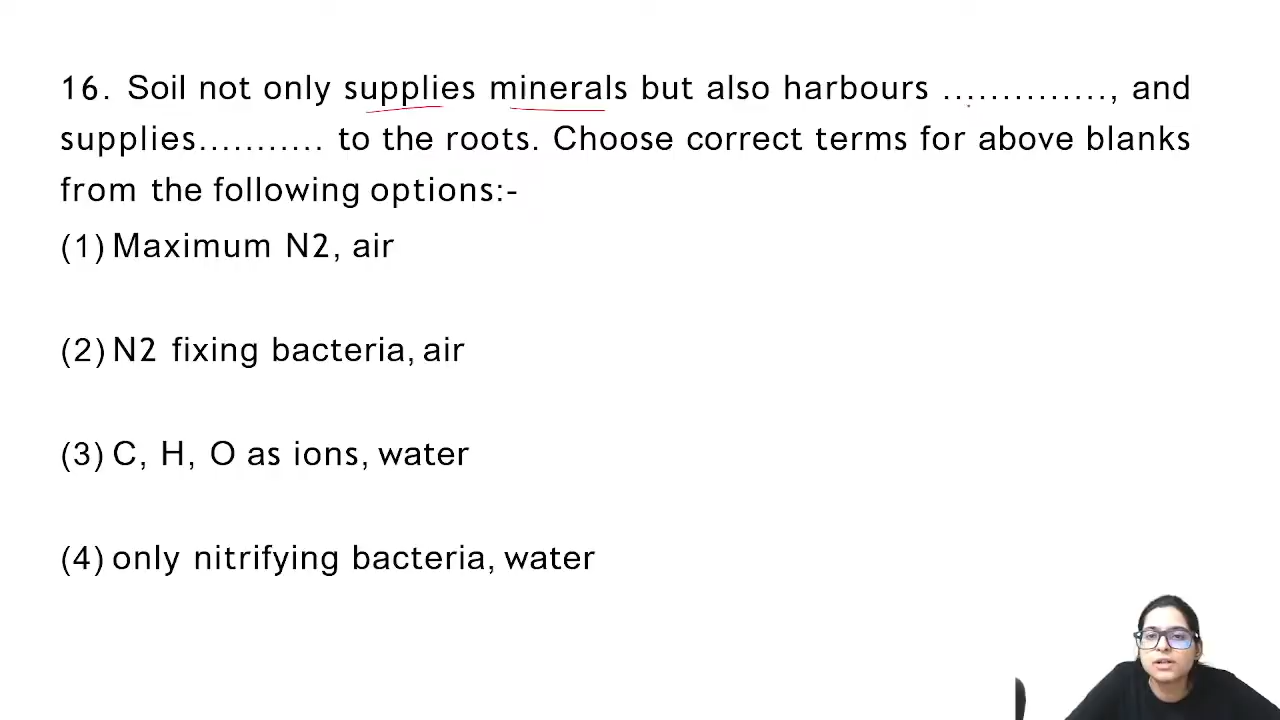 16. Soil not only supplies minerals but also harbours .............., and
supplies........... to the roots. Choose correct terms for above blanks
from the following options:-
(1) Maximum N2, air
(2) N2 fixing bacteria, air
(3) C, H, O as ions, water
(4) only nitrifying bacteria, water